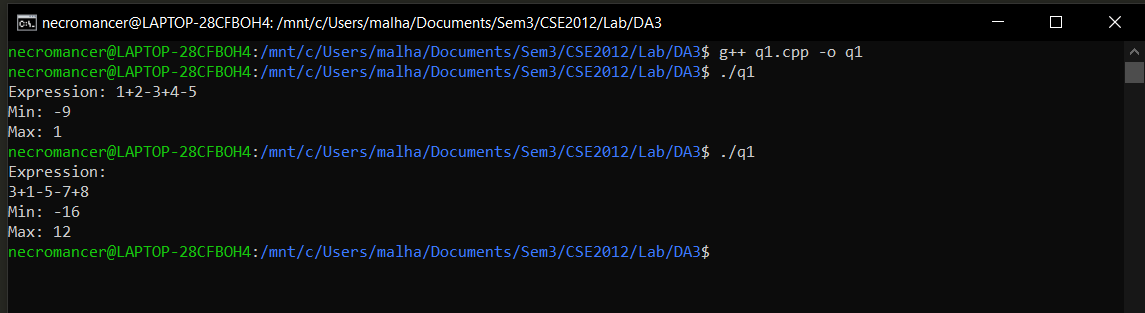 necromancer@LAPTOP-28CFBOH4: /mnt/c/Users/malha/Documents/Sem3/CSE2012/Lab/DA3
necromancer@LAPTOP-28CFBOH4:/mnt/c/Users/malha/Documents/Sem3/CSE2012/Lab/DA3$ g++ q1.cpp -o q1
necromancer@LAPTOP-28CFBOH4:/mnt/c/Users/malha/Documents/Sem3/CSE2012/Lab/DA3$ ./q1
Expression: 1+2-3+4-5
Min: -9
Max: 1
necromancer@LAPTOP-28CFBOH4:/mnt/c/Users/malha/Documents/Sem3/CSE2012/Lab/DA3$ ./q1
Expression:
3+1-5-7+8
Min: -16
Max: 12
necromancer@LAPTOP-28CFBOH4:/mnt/c/Users/malha/Documents/Sem3/CSE2012/Lab/DA3$